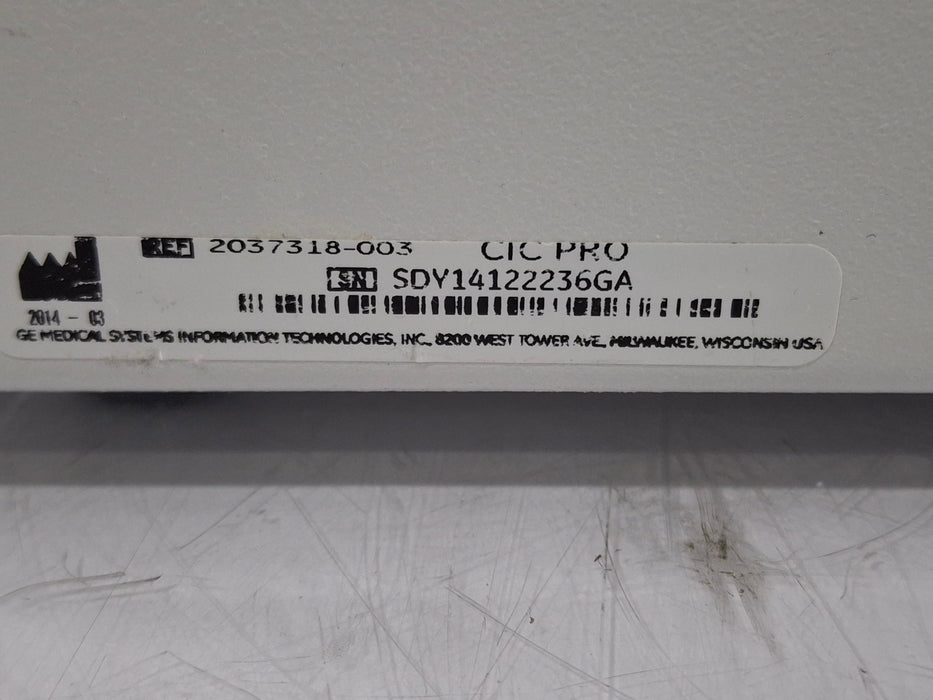 REF 2037318-003 CIC PRO
SN SDY14122236GA
2014 - 03
GE MEDICAL SYSTEMS INFORMATION TECHNOLOGIES, INC., 8200 WEST TOWER AVE, MILWAUKEE, WISCONSIN USA